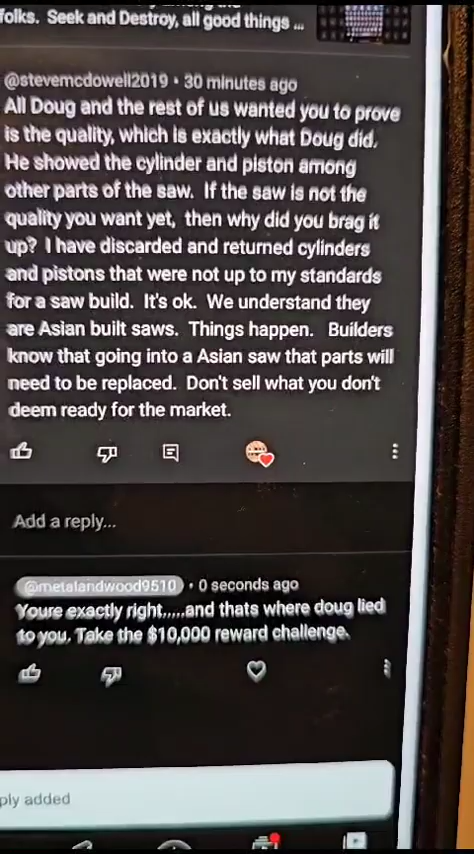 folks. Seek and Destroy, all good things ...
@stevemcdowell2019 • 30 minutes ago
All Doug and the rest of us wanted you to prove
is the quality, which is exactly what Doug did.
He showed the cylinder and piston among
other parts of the saw. If the saw is not the
quality you want yet, then why did you brag it
up? I have discarded and returned cylinders
and pistons that were not up to my standards
for a saw build. It's ok. We understand they
are Asian built saws. Things happen. Builders
know that going into a Asian saw that parts will
need to be replaced. Don't sell what you don't
deem ready for the market.
Add a reply...
@metalandwood9510 • 0 seconds ago
Youre exactly right.....and thats where doug lied
to you. Take the $10,000 reward challenge.
ply added